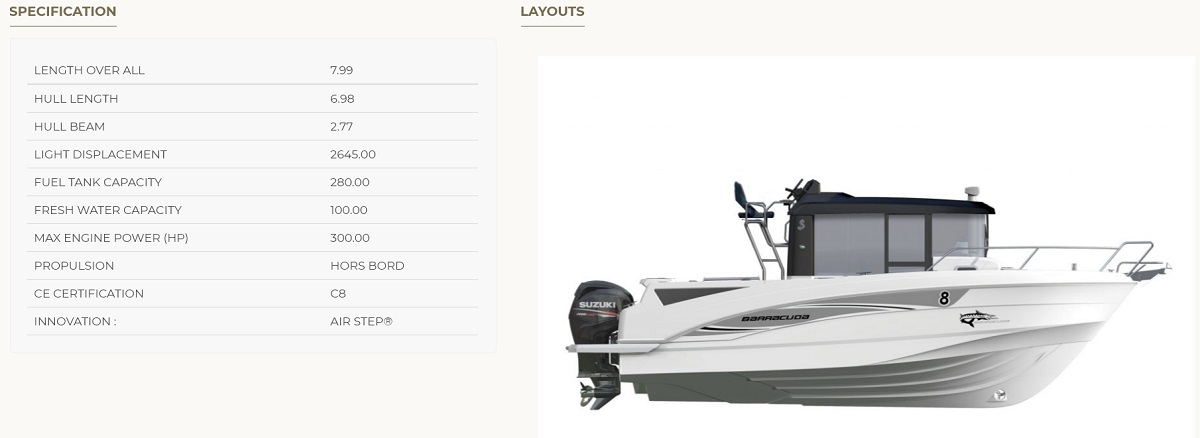 SPECIFICATION
LENGTH OVER ALL 7.99
HULL LENGTH 6.98
HULL BEAM 2.77
LIGHT DISPLACEMENT 2645.00
FUEL TANK CAPACITY 280.00
FRESH WATER CAPACITY 100.00
MAX ENGINE POWER (HP) 300.00
PROPULSION HORS BORD
CE CERTIFICATION C8
INNOVATION : AIR STEP®
LAYOUTS
SUZUKI
BARRACUDA
8